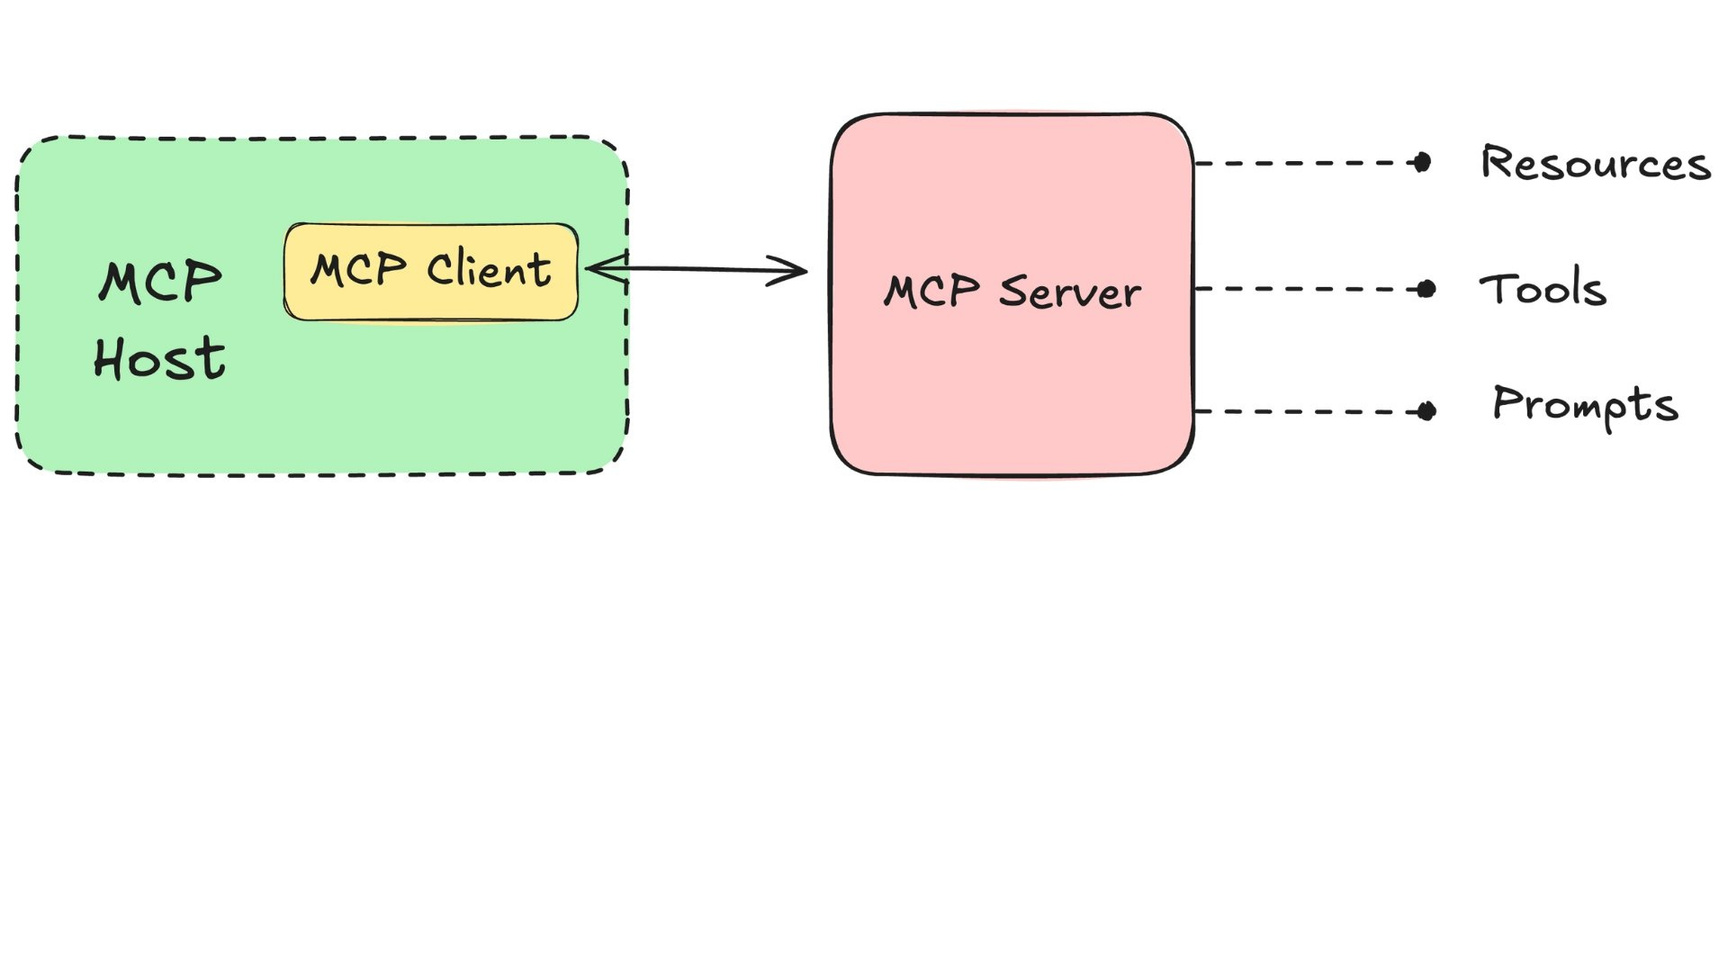 MCP
Host
MCP Client
MCP Server
Resources
Tools
Prompts